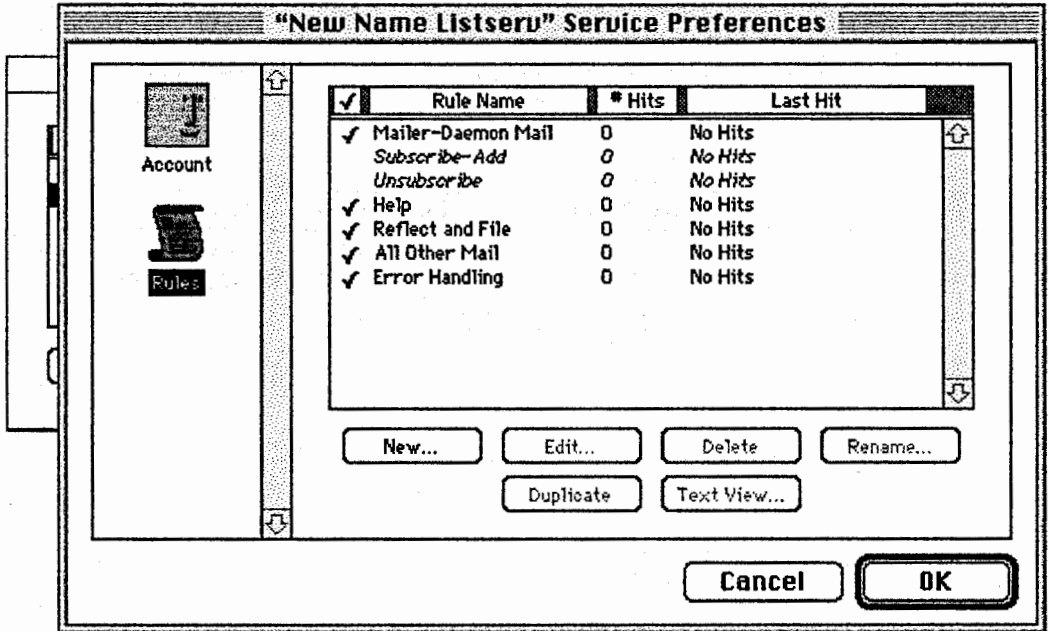 “New Name Listserv” Service Preferences
Account
Rules
✓ Rule Name # Hits Last Hit
✓ Mailer-Daemon Mail 0 No Hits
Subscribe-Add 0 No Hits
Unsubscribe 0 No Hits
✓ Help 0 No Hits
✓ Reflect and File 0 No Hits
✓ All Other Mail 0 No Hits
✓ Error Handling 0 No Hits
New... Edit... Delete Rename...
Duplicate Text View...
Cancel OK